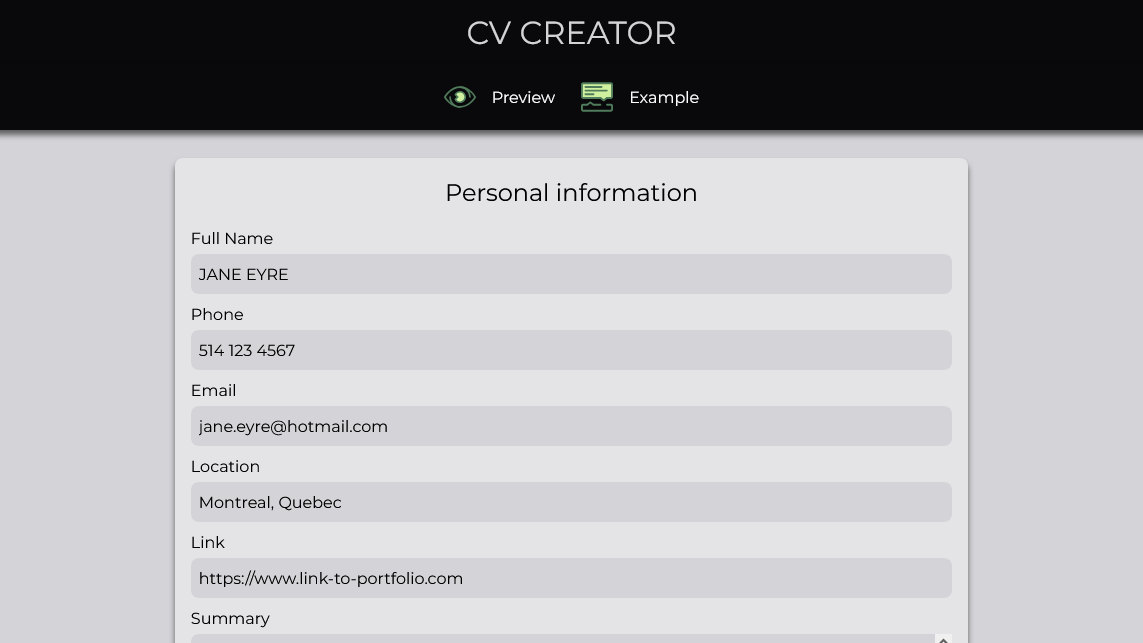 CV CREATOR
Preview Example
Personal information
Full Name
JANE EYRE
Phone
514 123 4567
Email
jane.eyre@hotmail.com
Location
Montreal, Quebec
Link
https://www.link-to-portfolio.com
Summary